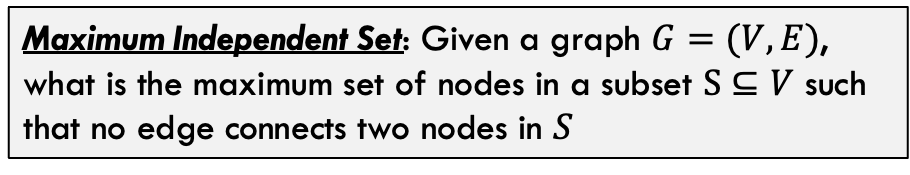 Maximum Independent Set: Given a graph G = (V, E),
what is the maximum set of nodes in a subset S ⊆ V such
that no edge connects two nodes in S